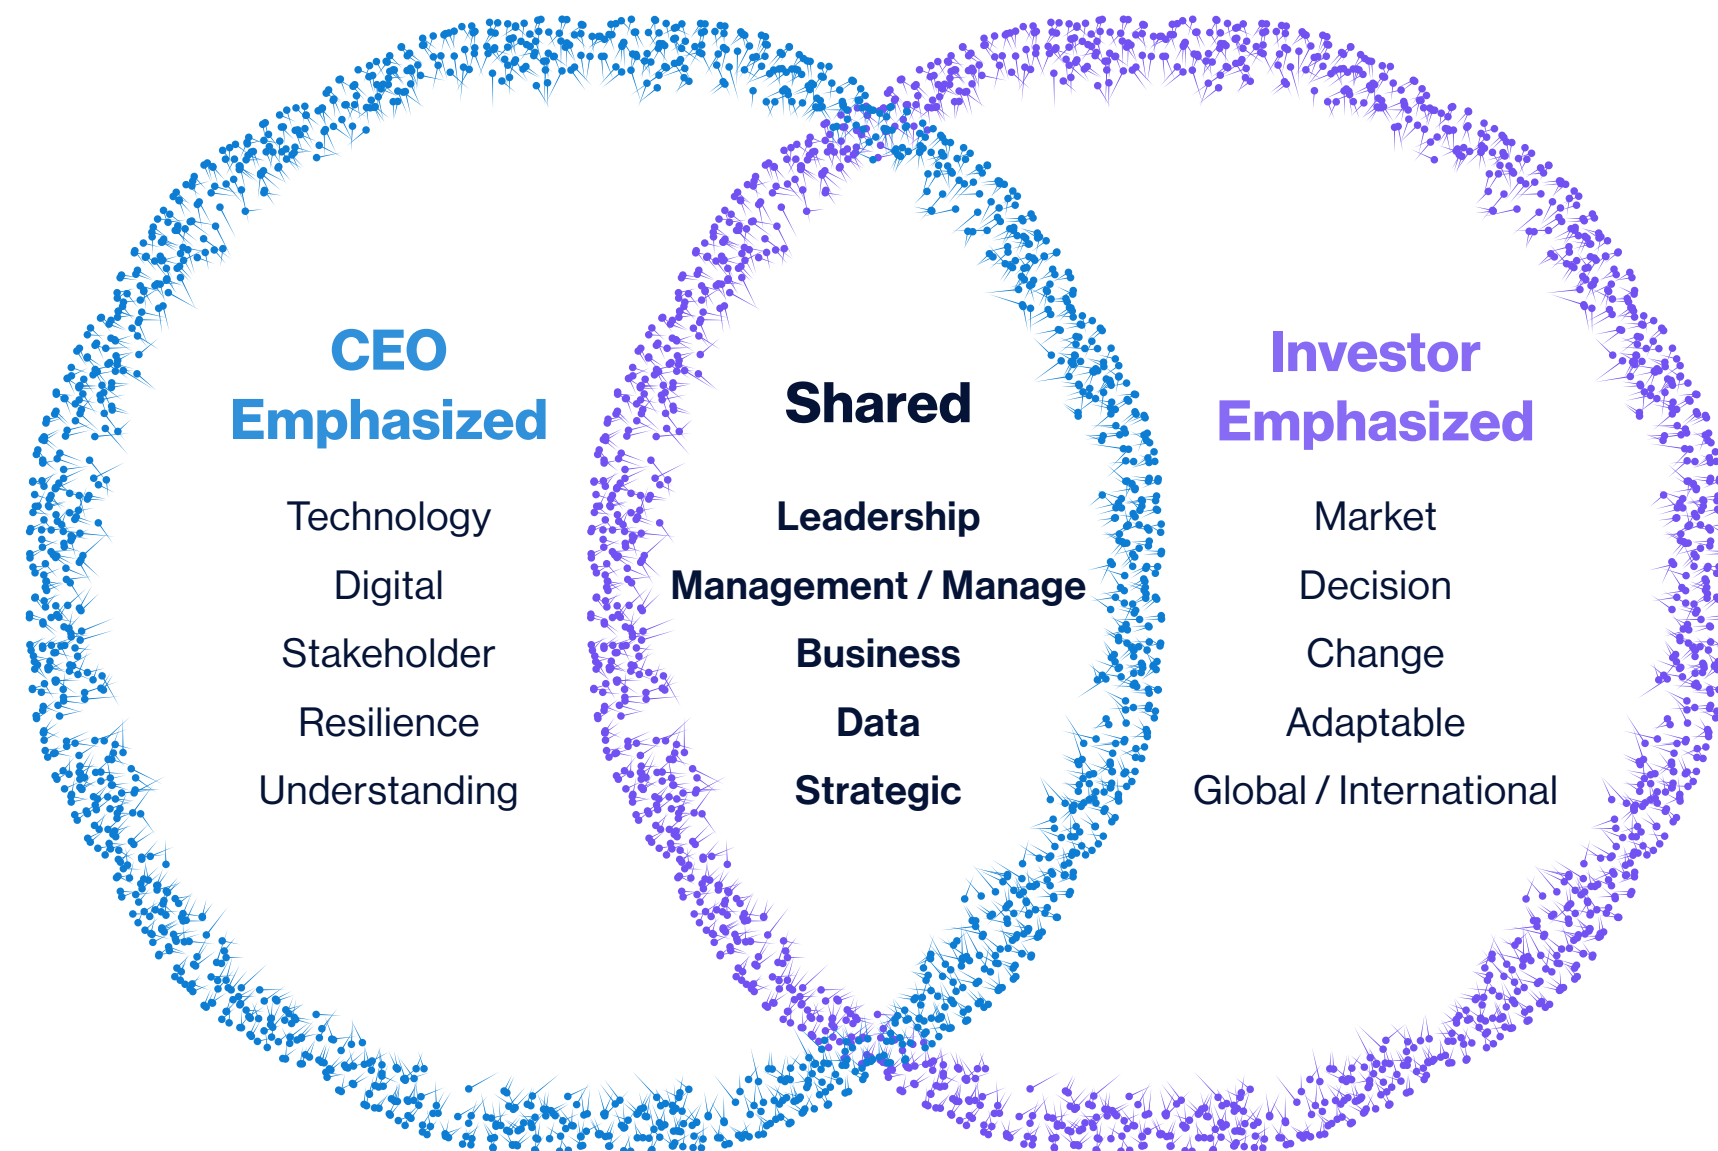 CEO
Emphasized
Technology
Digital
Stakeholder
Resilience
Understanding
Shared
Leadership
Management / Manage
Business
Data
Strategic
Investor
Emphasized
Market
Decision
Change
Adaptable
Global / International